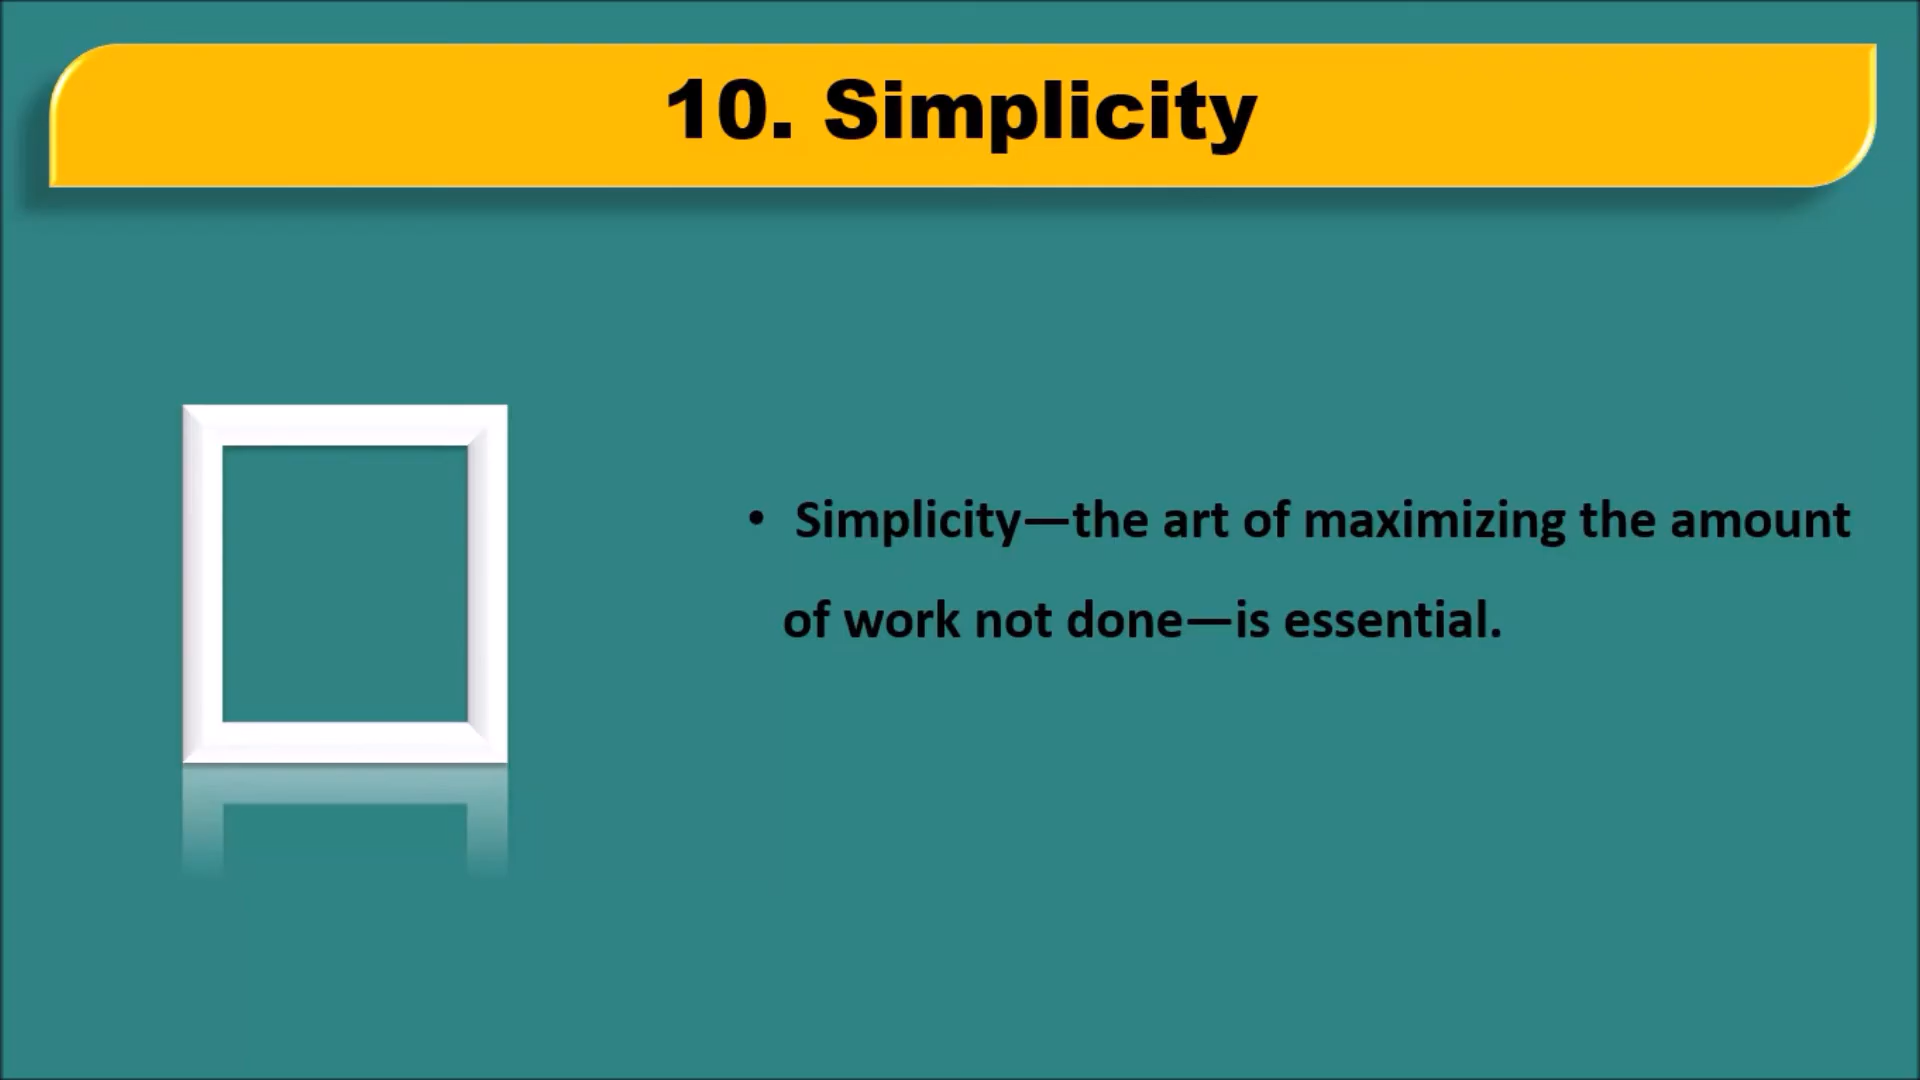 10. Simplicity
• Simplicity—the art of maximizing the amount
of work not done—is essential.